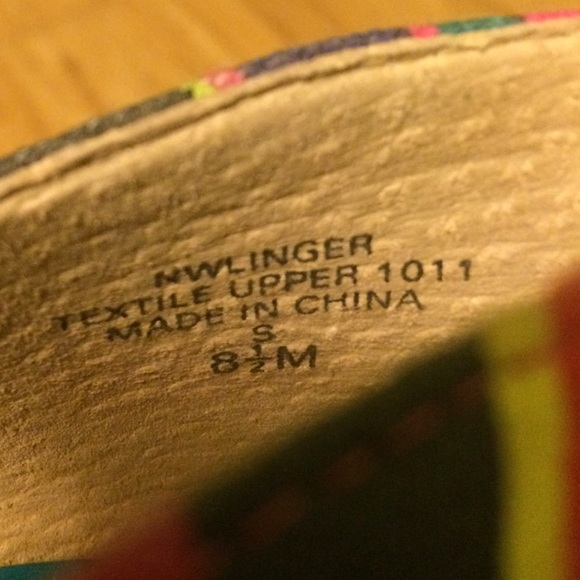 NWLINGER
TEXTILE UPPER 1011
MADE IN CHINA
S
8½M